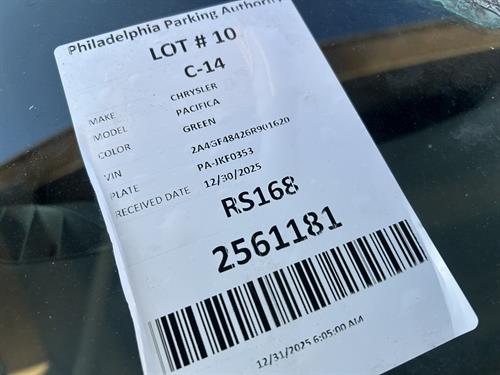 Philadelphia Parking Authority
LOT # 10
C-14
MAKE CHRYSLER
MODEL PACIFICA
COLOR GREEN
VIN 2A4GF48426R901620
PLATE PA-JKF0353
RECEIVED DATE 12/30/2025
RS168
2561181
12/31/2025 6:05:00 AM